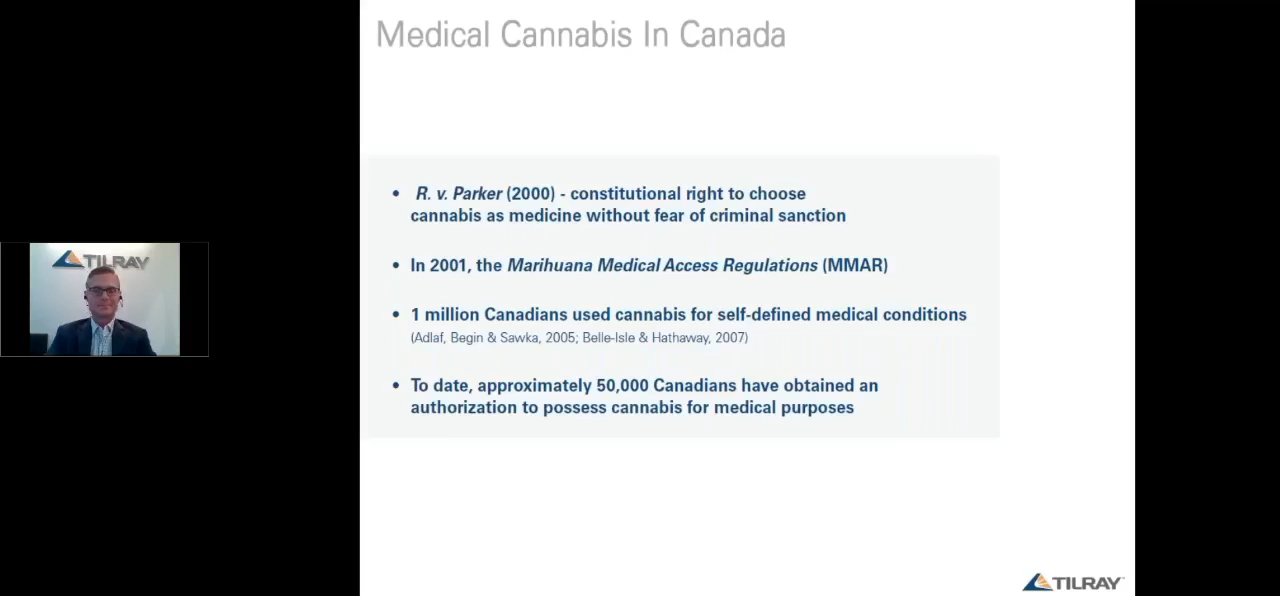 Medical Cannabis In Canada
• R. v. Parker (2000) - constitutional right to choose
cannabis as medicine without fear of criminal sanction
• In 2001, the Marihuana Medical Access Regulations (MMAR)
• 1 million Canadians used cannabis for self-defined medical conditions
(Adlaf, Begin & Sawka, 2005; Belle-Isle & Hathaway, 2007)
• To date, approximately 50,000 Canadians have obtained an
authorization to possess cannabis for medical purposes
TILRAY
TILRAY